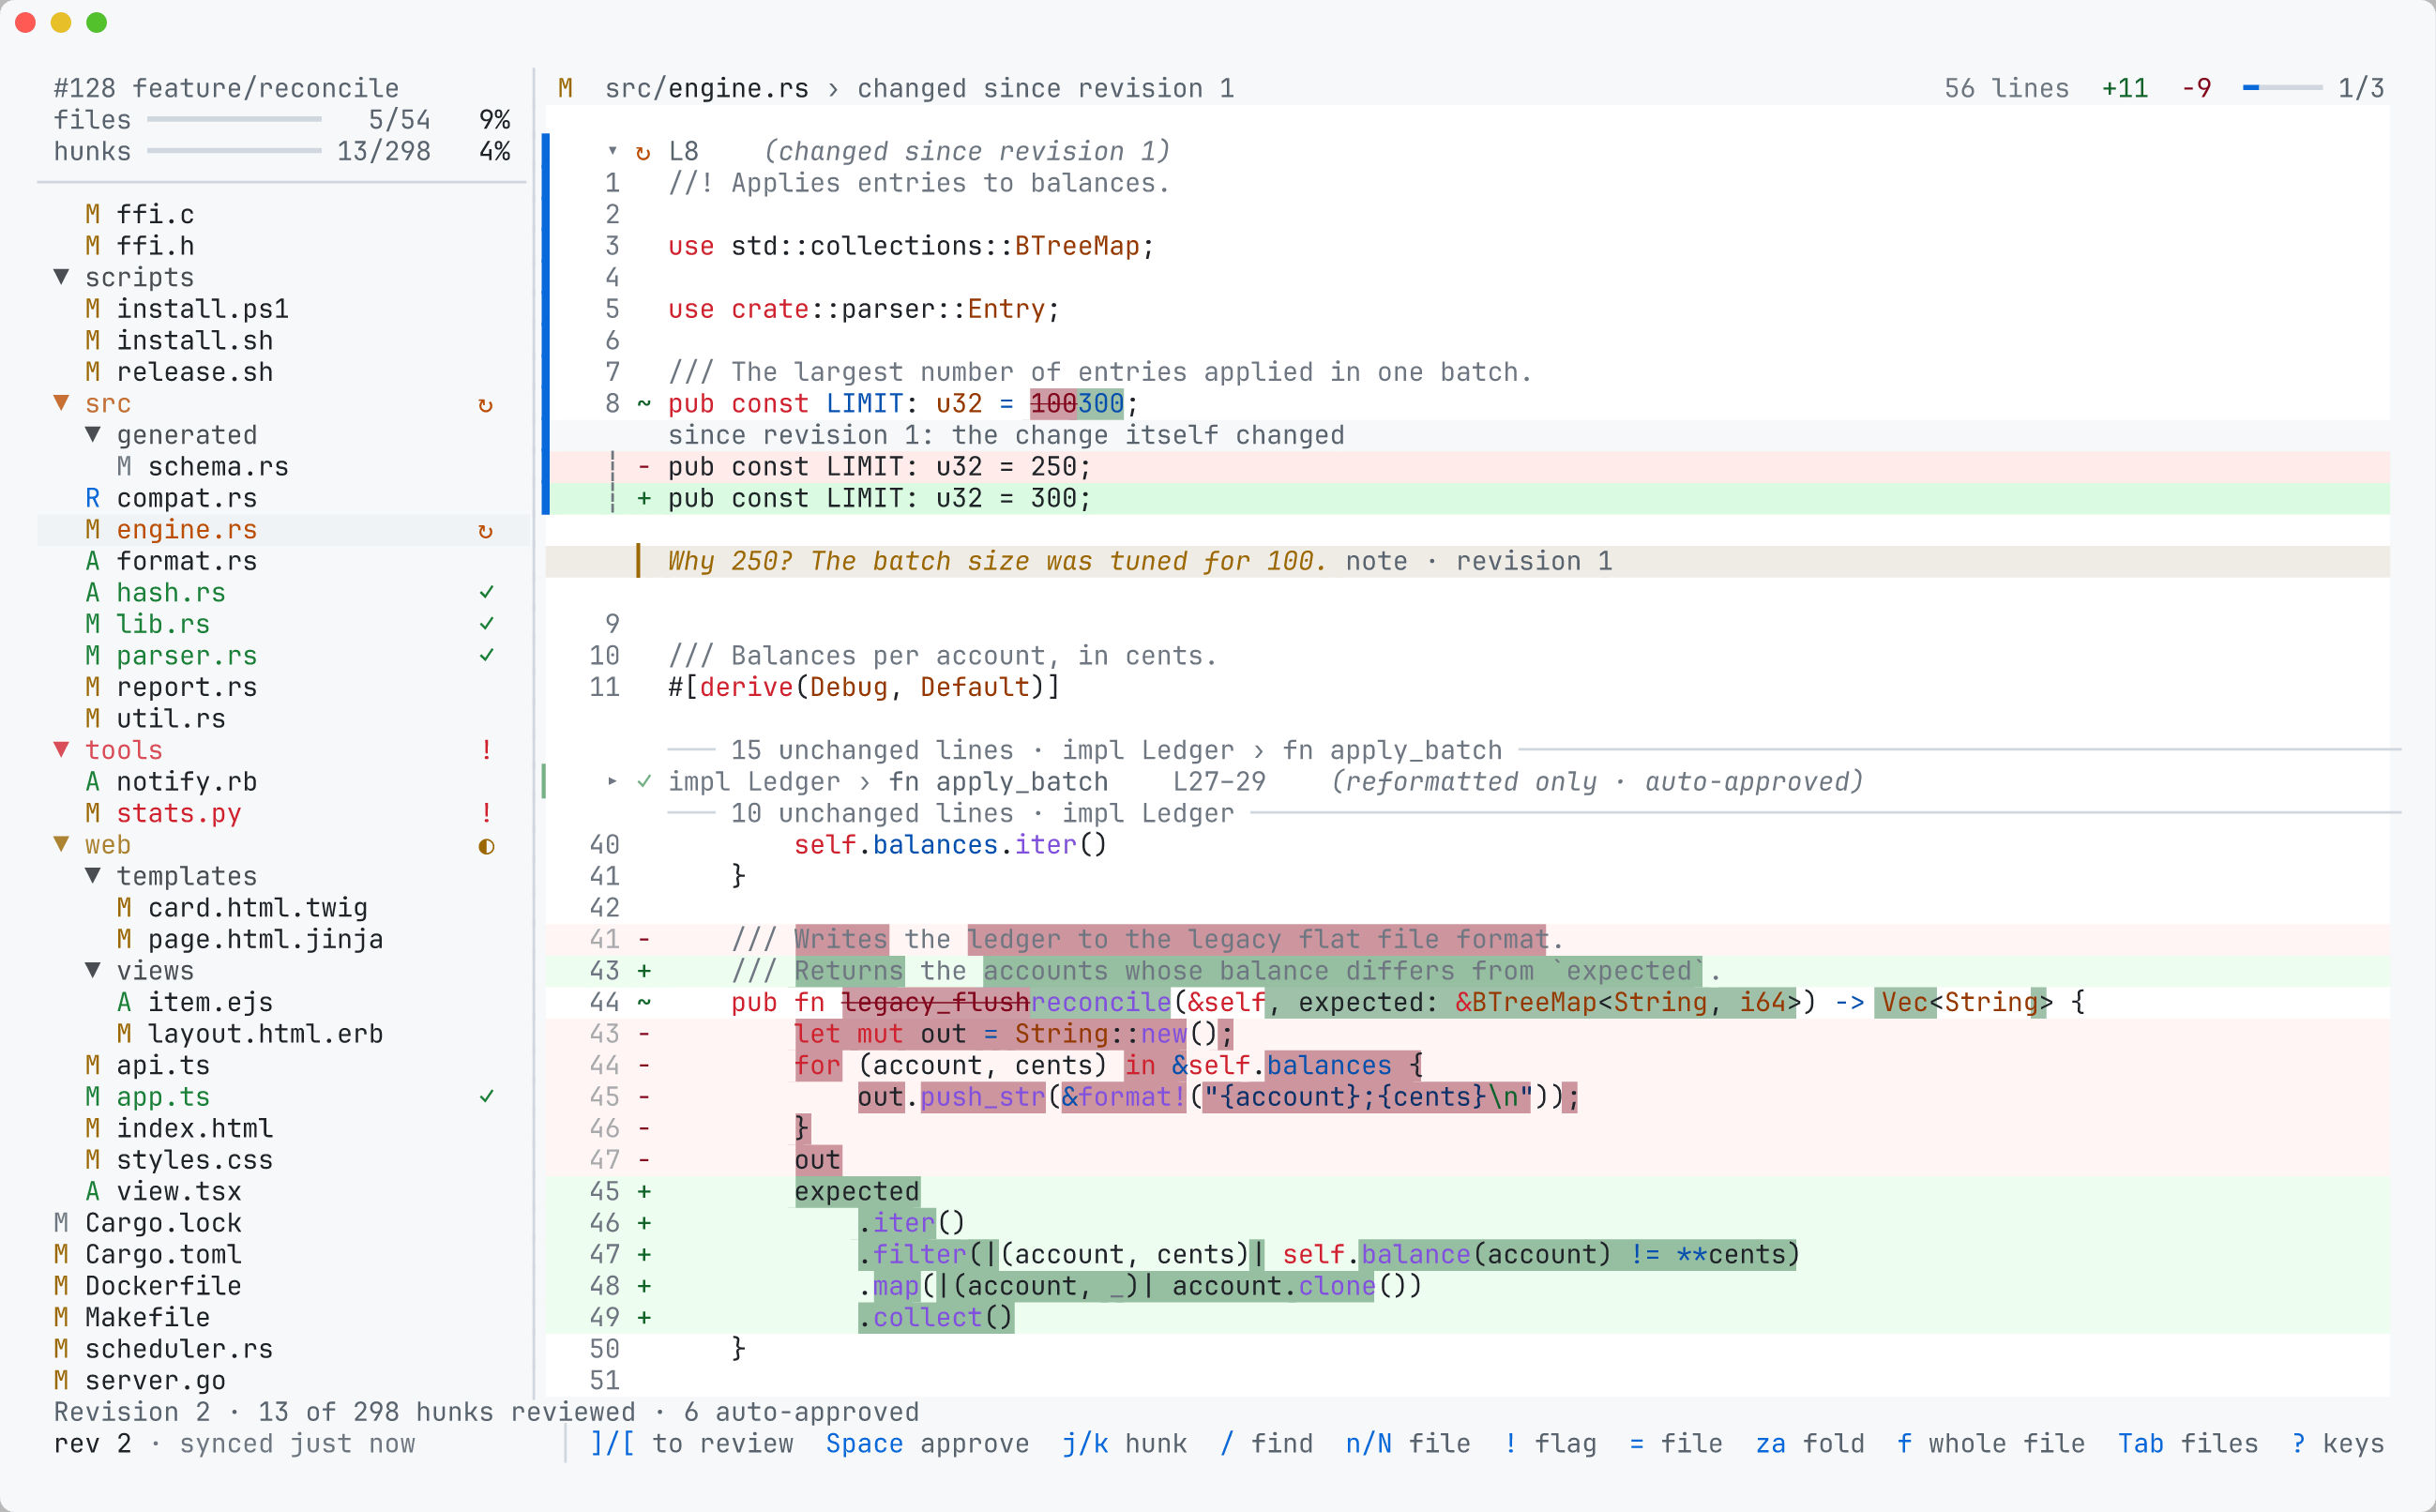 #128 feature/reconcile
files 5/54 9%
hunks 13/298 4%
M ffi.c
M ffi.h
▼ scripts
M install.ps1
M install.sh
M release.sh
▼ src ↻
▼ generated
M schema.rs
R compat.rs
M engine.rs ↻
A format.rs
A hash.rs ✓
M lib.rs ✓
M parser.rs ✓
M report.rs
M util.rs
▼ tools !
A notify.rb
M stats.py !
▼ web ◐
▼ templates
M card.html.twig
M page.html.jinja
▼ views
A item.ejs
M layout.html.erb
M api.ts
M app.ts ✓
M index.html
M styles.css
A view.tsx
M Cargo.lock
M Cargo.toml
M Dockerfile
M Makefile
M scheduler.rs
M server.go
M src/engine.rs › changed since revision 1 56 lines +11 -9 1/3
▾ ↻ L8 (changed since revision 1)
1 //! Applies entries to balances.
2
3 use std::collections::BTreeMap;
4
5 use crate::parser::Entry;
6
7 /// The largest number of entries applied in one batch.
8 ~ pub const LIMIT: u32 = 100300;
since revision 1: the change itself changed
- pub const LIMIT: u32 = 250;
+ pub const LIMIT: u32 = 300;
Why 250? The batch size was tuned for 100. note · revision 1
9
10 /// Balances per account, in cents.
11 #[derive(Debug, Default)]
15 unchanged lines · impl Ledger › fn apply_batch
▸ ✓ impl Ledger › fn apply_batch L27–29 (reformatted only · auto-approved)
10 unchanged lines · impl Ledger
40 self.balances.iter()
41 }
42
41 - /// Writes the ledger to the legacy flat file format.
43 + /// Returns the accounts whose balance differs from `expected`.
44 ~ pub fn legacy_flushreconcile(&self, expected: &BTreeMap<String, i64>) -> Vec<String> {
43 - let mut out = String::new();
44 - for (account, cents) in &self.balances {
45 - out.push_str(&format!("{account};{cents}\n"));
46 - }
47 - out
45 + expected
46 + .iter()
47 + .filter(|(account, cents)| self.balance(account) != **cents)
48 + .map(|(account, _)| account.clone())
49 + .collect()
50 }
51
Revision 2 · 13 of 298 hunks reviewed · 6 auto-approved
rev 2 · synced just now ]/[ to review Space approve j/k hunk / find n/N file ! flag = file za fold f whole file Tab files ? keys